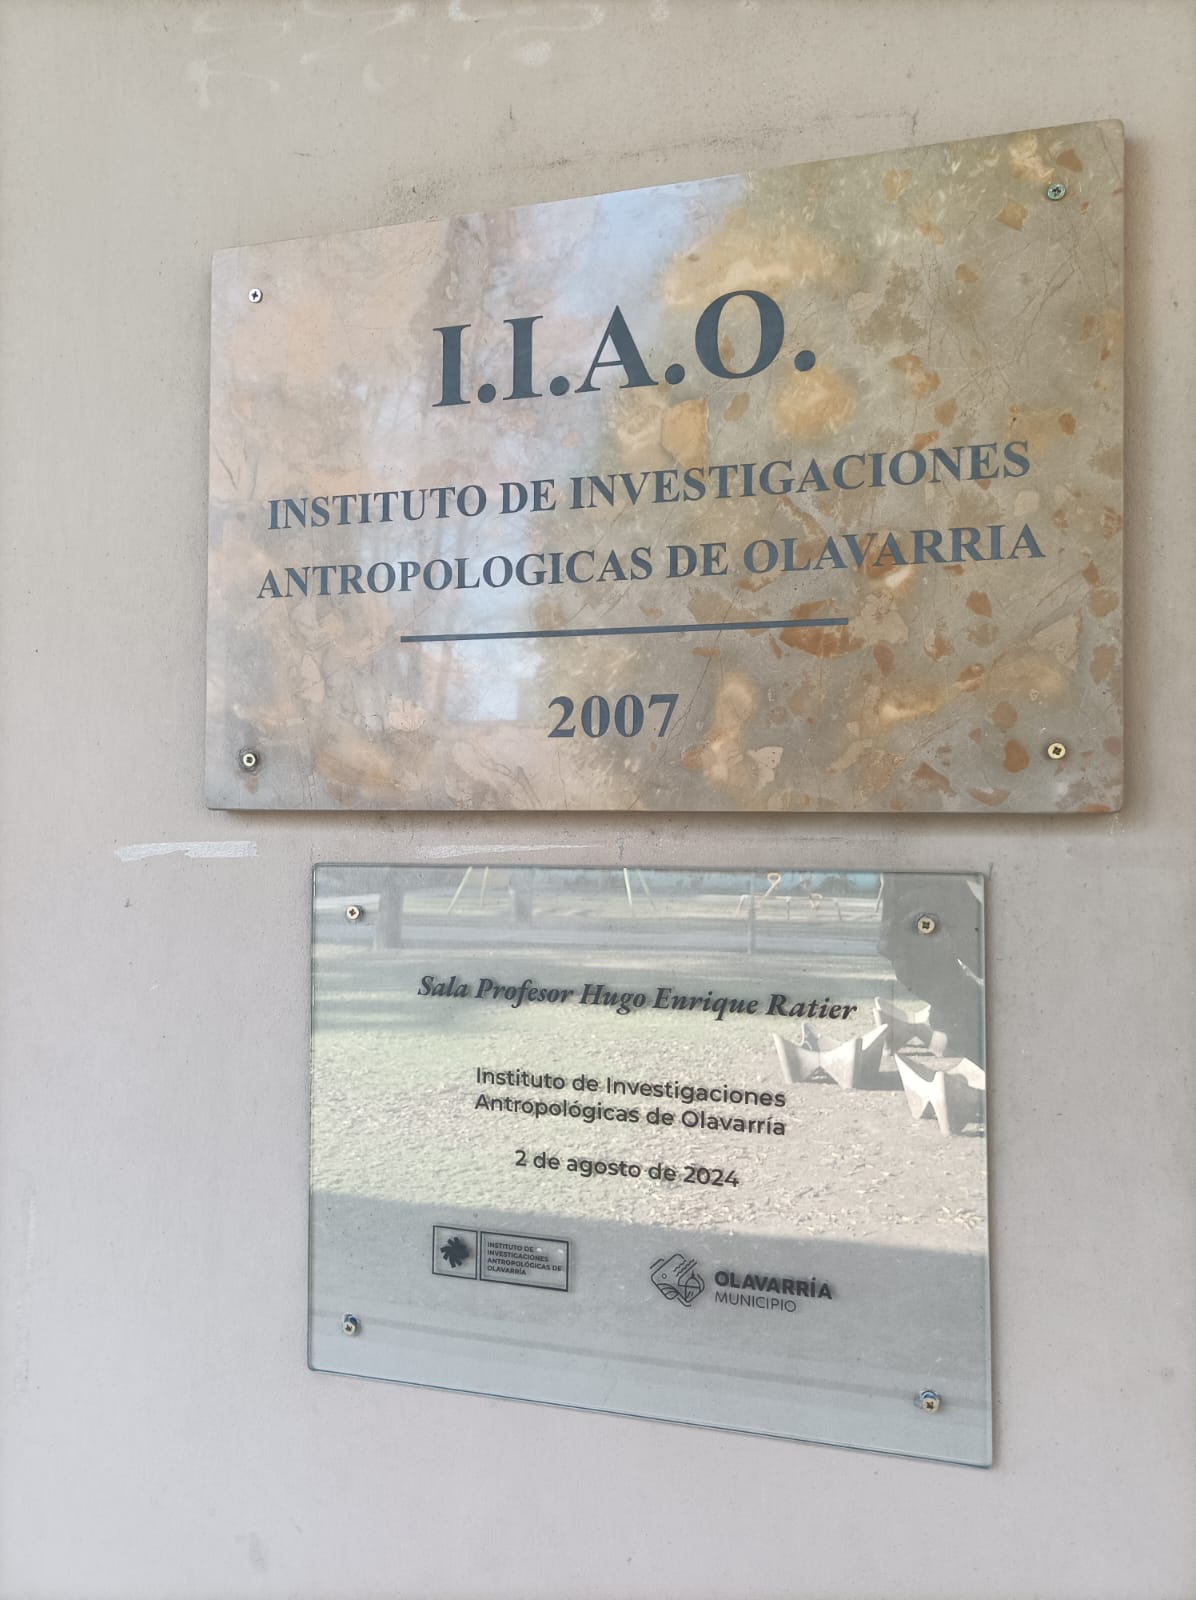 I.I.A.O.
INSTITUTO DE INVESTIGACIONES
ANTROPOLOGICAS DE OLAVARRIA
2007
Sala Profesor Hugo Enrique Ratier
Instituto de Investigaciones
Antropológicas de Olavarría
2 de agosto de 2024
INSTITUTO DE
INVESTIGACIONES
ANTROPOLÓGICAS DE
OLAVARRÍA
OLAVARRÍA
MUNICIPIO